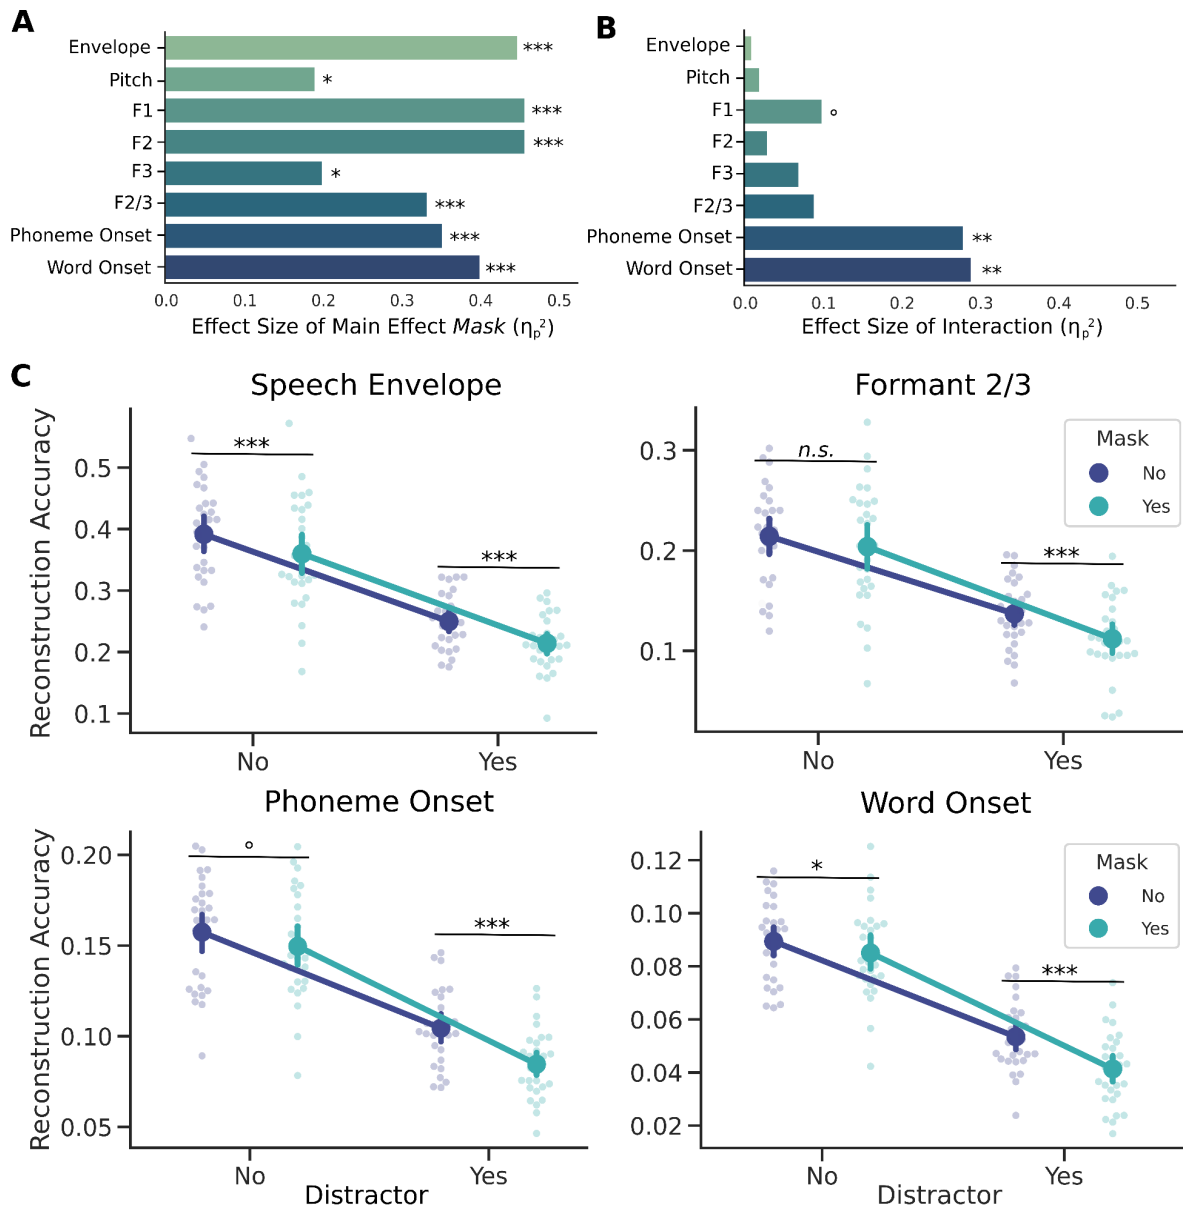 A
Envelope ***
Pitch *
F1 ***
F2 ***
F3 *
F2/3 ***
Phoneme Onset ***
Word Onset ***
0.0 0.1 0.2 0.3 0.4 0.5
Effect Size of Main Effect Mask (ηp²)
B
Envelope
Pitch
F1 °
F2
F3
F2/3
Phoneme Onset **
Word Onset **
0.0 0.1 0.2 0.3 0.4 0.5
Effect Size of Interaction (ηp²)
C
Speech Envelope
Reconstruction Accuracy
0.5
0.4
0.3
0.2
0.1
***
***
No Yes
Formant 2/3
0.3
0.2
0.1
n.s.
***
Mask
No
Yes
No Yes
Phoneme Onset
Reconstruction Accuracy
0.20
0.15
0.10
0.05
°
***
No Yes
Distractor
Word Onset
0.12
0.10
0.08
0.06
0.04
0.02
*
***
Mask
No
Yes
No Yes
Distractor